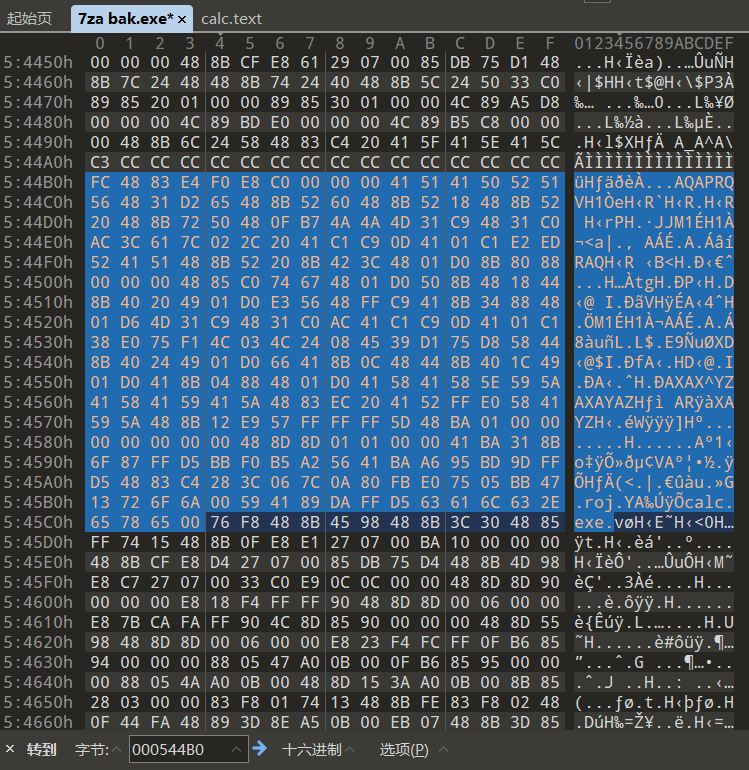 起始页 7za bak.exe* × calc.text
0 1 2 3 4 5 6 7 8 9 A B C D E F 0123456789ABCDEF
5:4450h 00 00 00 48 8B CF E8 61 29 07 00 85 DB 75 D1 48 ...H‹Ïèa)..…ÛuÑH
5:4460h 8B 7C 24 48 48 8B 74 24 40 48 8B 5C 24 50 33 C0 ‹|$HH‹t$@H‹\$P3À
5:4470h 89 85 20 01 00 00 89 85 30 01 00 00 4C 89 A5 D8 ‰… ...‰…0...L‰¥Ø
5:4480h 00 00 00 4C 89 BD E0 00 00 00 4C 89 B5 C8 00 00 ...L‰½à...L‰µÈ..
5:4490h 00 48 8B 6C 24 58 48 83 C4 20 41 5F 41 5E 41 5C .H‹l$XHƒÄ A_A^A\
5:44A0h C3 CC CC CC CC CC CC CC CC CC CC CC CC CC CC CC ÃÌÌÌÌÌÌÌÌÌÌÌÌÌÌÌ
5:44B0h FC 48 83 E4 F0 E8 C0 00 00 00 41 51 41 50 52 51 üHƒäðèÀ...AQAPRQ
5:44C0h 56 48 31 D2 65 48 8B 52 60 48 8B 52 18 48 8B 52 VH1ÒeH‹R`H‹R.H‹R
5:44D0h 20 48 8B 72 50 48 0F B7 4A 4A 4D 31 C9 48 31 C0 H‹rPH.·JJM1ÉH1À
5:44E0h AC 3C 61 7C 02 2C 20 41 C1 C9 0D 41 01 C1 E2 ED ¬<a|., AÁÉ.A.Áâí
5:44F0h 52 41 51 48 8B 52 20 8B 42 3C 48 01 D0 8B 80 88 RAQH‹R ‹B<H.Ð‹€ˆ
5:4500h 00 00 00 48 85 C0 74 67 48 01 D0 50 8B 48 18 44 ...H…ÀtgH.ÐP‹H.D
5:4510h 8B 40 20 49 01 D0 E3 56 48 FF C9 41 8B 34 88 48 ‹@ I.ÐãVHÿÉA‹4ˆH
5:4520h 01 D6 4D 31 C9 48 31 C0 AC 41 C1 C9 0D 41 01 C1 .ÖM1ÉH1À¬AÁÉ.A.Á
5:4530h 38 E0 75 F1 4C 03 4C 24 08 45 39 D1 75 D8 58 44 8àuñL.L$.E9ÑuØXD
5:4540h 8B 40 24 49 01 D0 66 41 8B 0C 48 44 8B 40 1C 49 ‹@$I.ÐfA‹.HD‹@.I
5:4550h 01 D0 41 8B 04 88 48 01 D0 41 58 41 58 5E 59 5A .ÐA‹.ˆH.ÐAXAX^YZ
5:4560h 41 58 41 59 41 5A 48 83 EC 20 41 52 FF E0 58 41 AXAYAZHƒì ARÿàXA
5:4570h 59 5A 48 8B 12 E9 57 FF FF FF 5D 48 BA 01 00 00 YZH‹.éWÿÿÿ]Hº...
5:4580h 00 00 00 00 00 48 8D 8D 01 01 00 00 41 BA 31 8B .....H......Aº1‹
5:4590h 6F 87 FF D5 BB F0 B5 A2 56 41 BA A6 95 BD 9D FF o‡ÿÕ»ðµ¢VAº¦•½.ÿ
5:45A0h D5 48 83 C4 28 3C 06 7C 0A 80 FB E0 75 05 BB 47 ÕHƒÄ(<.|.€ûàu.»G
5:45B0h 13 72 6F 6A 00 59 41 89 DA FF D5 63 61 6C 63 2E .roj.YA‰ÚÿÕcalc.
5:45C0h 65 78 65 00 76 F8 48 8B 45 98 48 8B 3C 30 48 85 exe.vøH‹E˜H‹<0H…
5:45D0h FF 74 15 48 8B 0F E8 E1 27 07 00 BA 10 00 00 00 ÿt.H‹.èá'..º....
5:45E0h 48 8B CF E8 D4 27 07 00 85 DB 75 D4 48 8B 4D 98 H‹ÏèÔ'..…ÛuÔH‹M˜
5:45F0h E8 C7 27 07 00 33 C0 E9 0C 0C 00 00 48 8D 8D 90 èÇ'..3Àé....H...
5:4600h 00 00 00 E8 18 F4 FF FF 90 48 8D 8D 00 06 00 00 ...è.ôÿÿ.H......
5:4610h E8 7B CA FA FF 90 4C 8D 85 90 00 00 00 48 8D 55 è{Êúÿ.L.…....H.U
5:4620h 98 48 8D 8D 00 06 00 00 E8 23 F4 FC FF 0F B6 85 ˜H......è#ôüÿ.¶…
5:4630h 94 00 00 00 88 05 47 A0 0B 00 0F B6 85 95 00 00 ”...ˆ.G ...¶…•..
5:4640h 00 88 05 4A A0 0B 00 48 8D 15 3A A0 0B 00 8B 85 .ˆ.J ..H..: ..‹…
5:4650h 28 03 00 00 83 F8 01 74 13 48 8B FE 83 F8 02 48 (...ƒø.t.H‹þƒø.H
5:4660h 0F 44 FA 48 89 3D 8E A5 0B 00 EB 07 48 8B 3D 85 .DúH‰=Ž¥..ë.H‹=…
× 转到 字节: 000544B0 十六进制 选项(P)